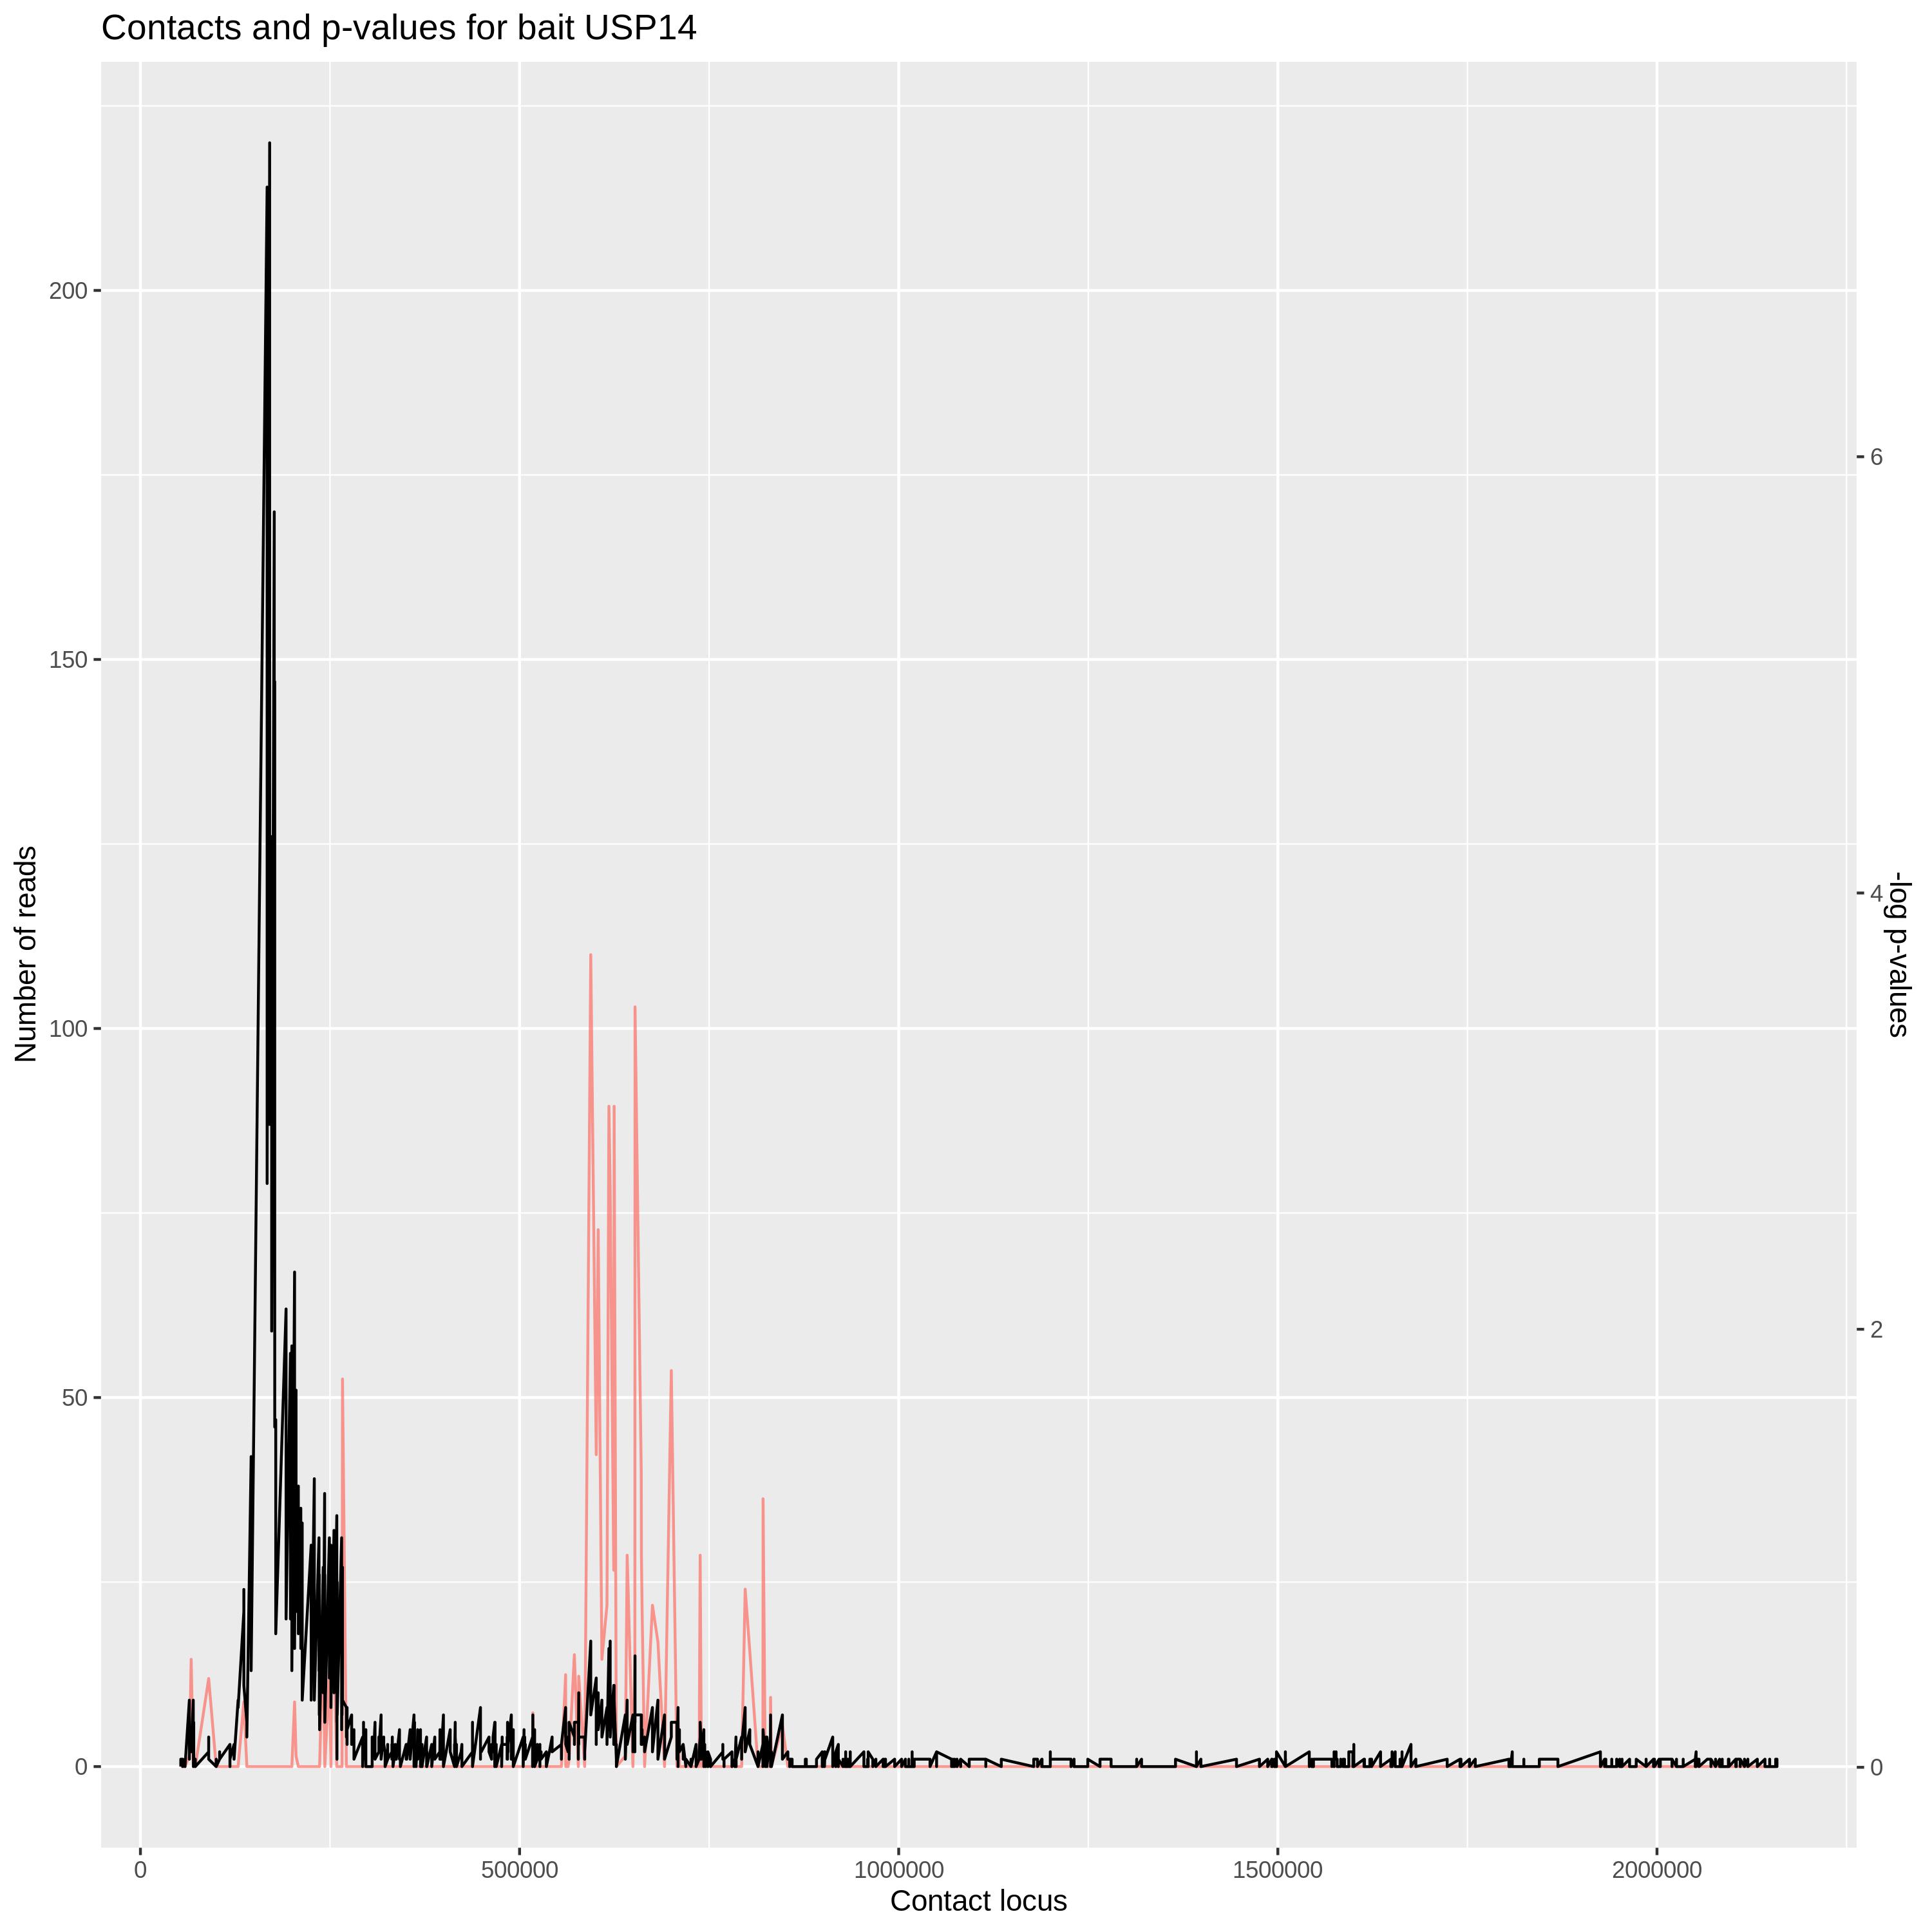 Contacts and p-values for bait USP14
Number of reads
200
150
100
50
0
6
4
2
0
-log p-values
0 500000 1000000 1500000 2000000
Contact locus